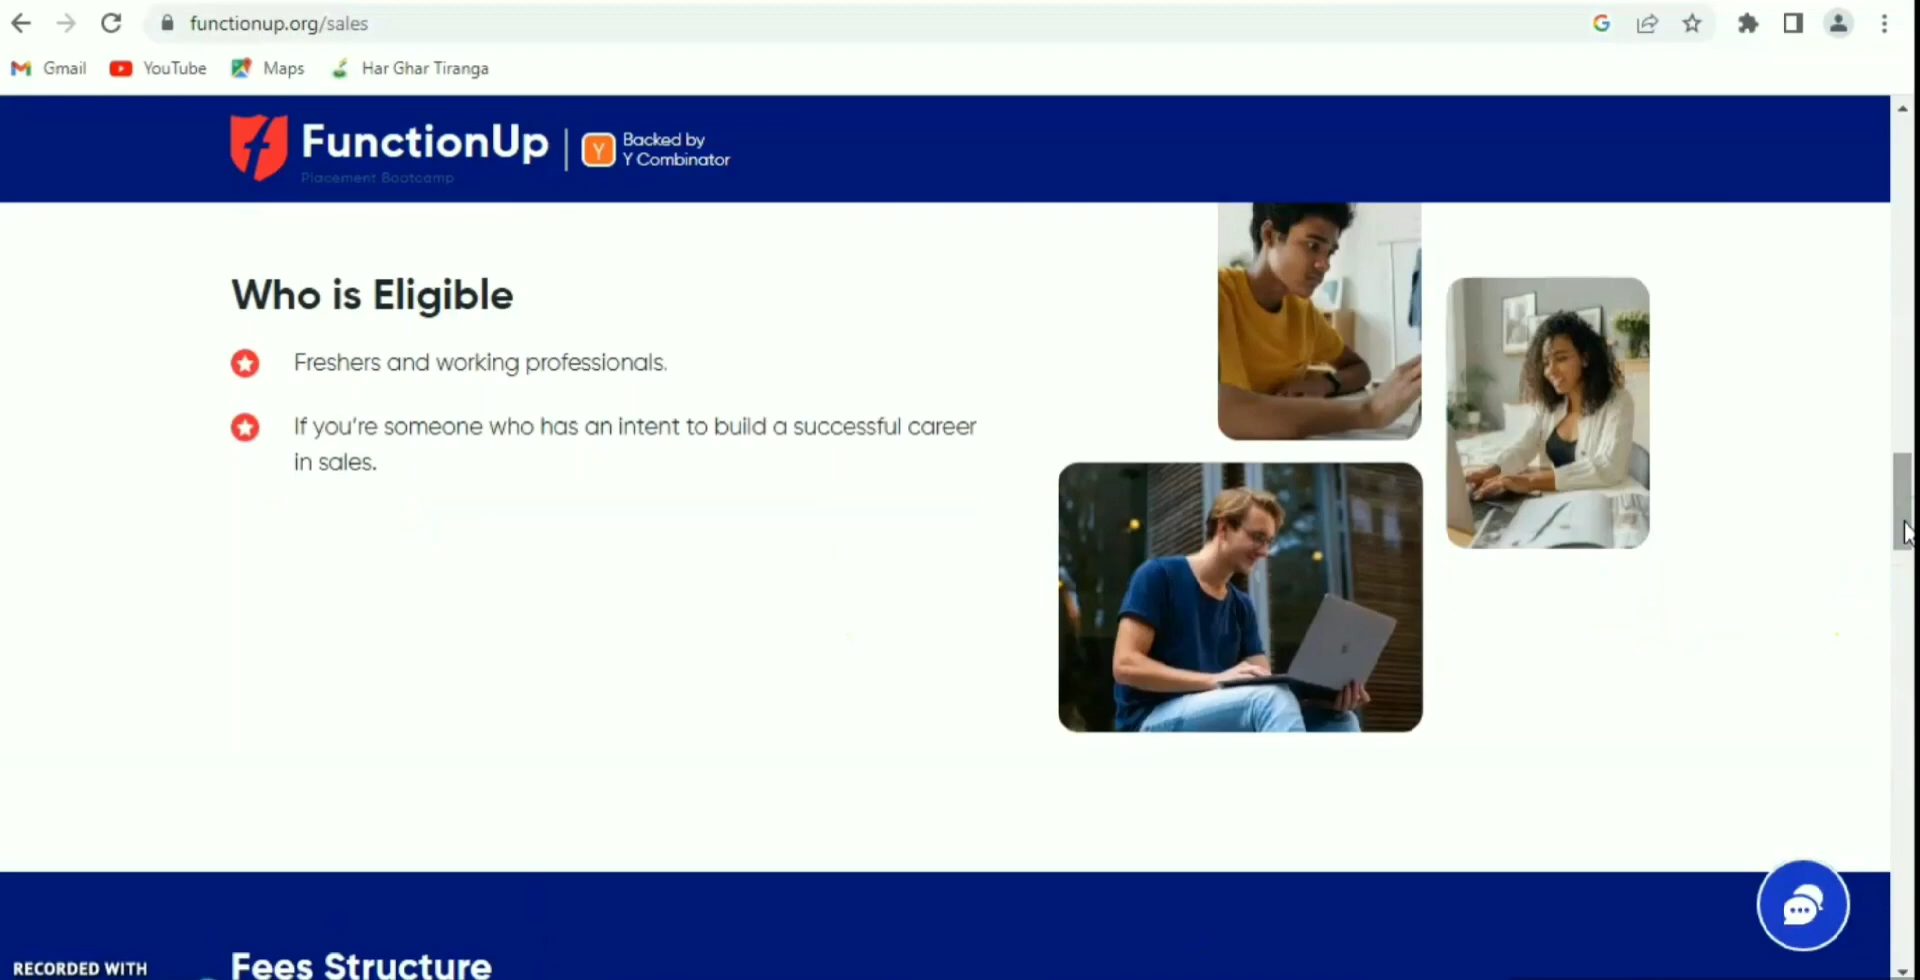 functionup.org/sales
Gmail YouTube Maps Har Ghar Tiranga
FunctionUp
Placement Bootcamp
Y Backed by
Y Combinator
Who is Eligible
Freshers and working professionals.
If you're someone who has an intent to build a successful career
in sales.
Fees Structure
RECORDED WITH